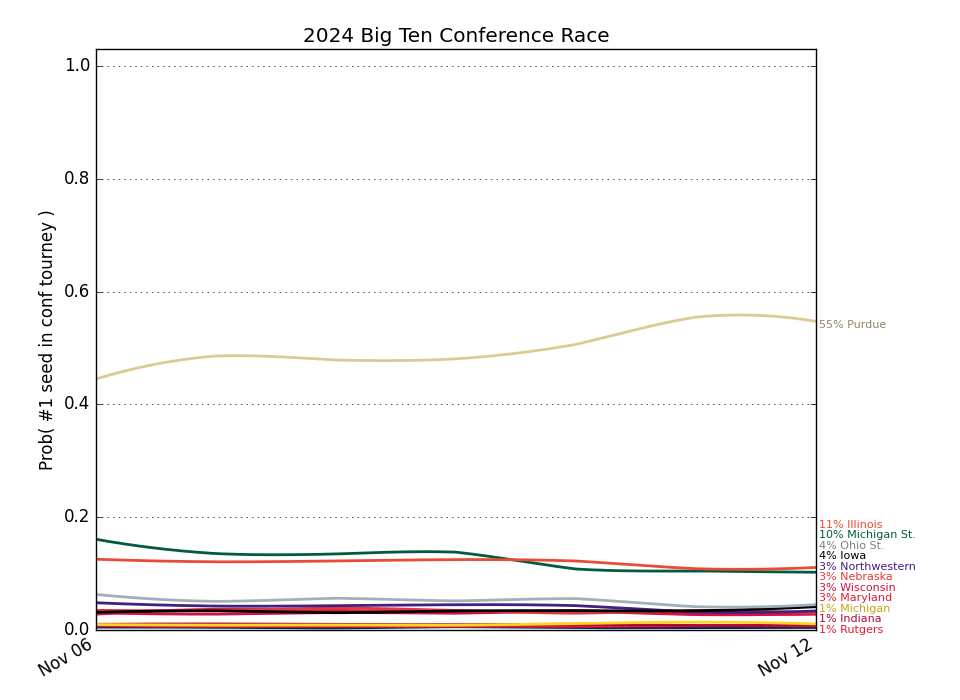 2024 Big Ten Conference Race
Prob( #1 seed in conf tourney )
1.0
0.8
0.6
0.4
0.2
0.0
Nov 06
Nov 12
55% Purdue
11% Illinois
10% Michigan St.
4% Ohio St.
4% Iowa
3% Northwestern
3% Nebraska
3% Wisconsin
3% Maryland
1% Michigan
1% Indiana
1% Rutgers